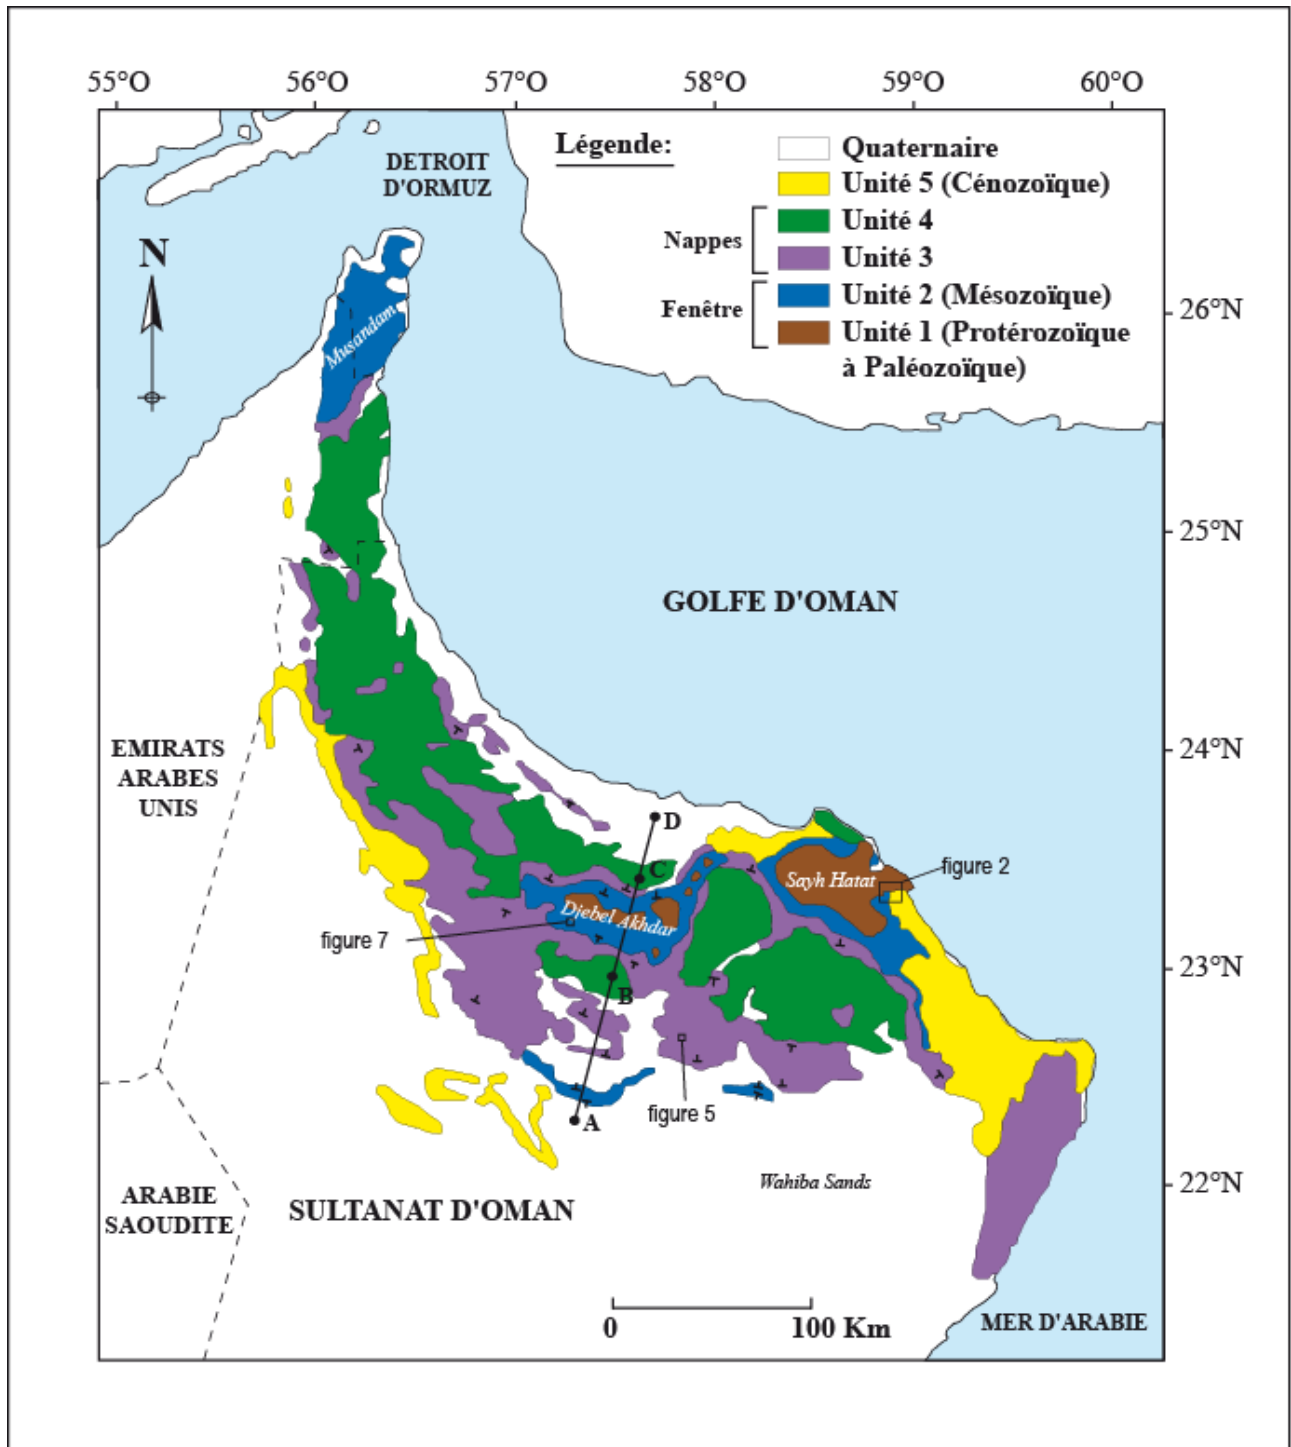 55°O 56°O 57°O 58°O 59°O 60°O
DETROIT
D'ORMUZ
Légende:
Quaternaire
Unité 5 (Cénozoïque)
Nappes
Unité 4
Unité 3
Fenêtre
Unité 2 (Mésozoïque)
Unité 1 (Protérozoïque
à Paléozoïque)
N
26°N
Musandam
25°N
GOLFE D'OMAN
24°N
EMIRATS
ARABES
UNIS
D
C
Sayh Hatat
figure 2
Djebel Akhdar
figure 7
23°N
B
A
figure 5
Wahiba Sands
22°N
ARABIE
SAOUDITE
SULTANAT D'OMAN
0 100 Km
MER D'ARABIE